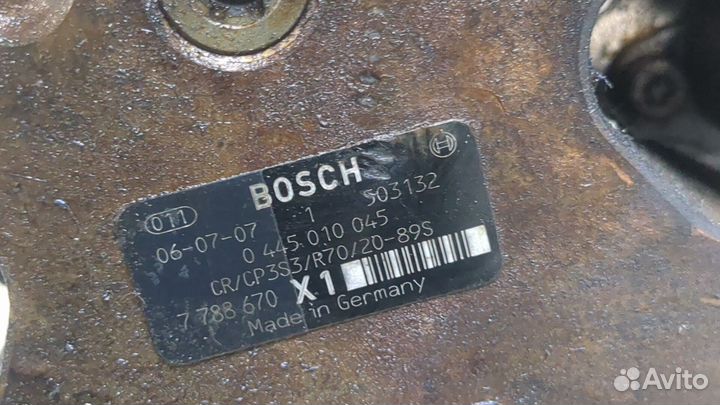 BOSCH
011
06-07-07 1 503132
0 445 010 045
CR/CP3S3/R70/20-89S
7 788 670 X1
Made in Germany
Avito